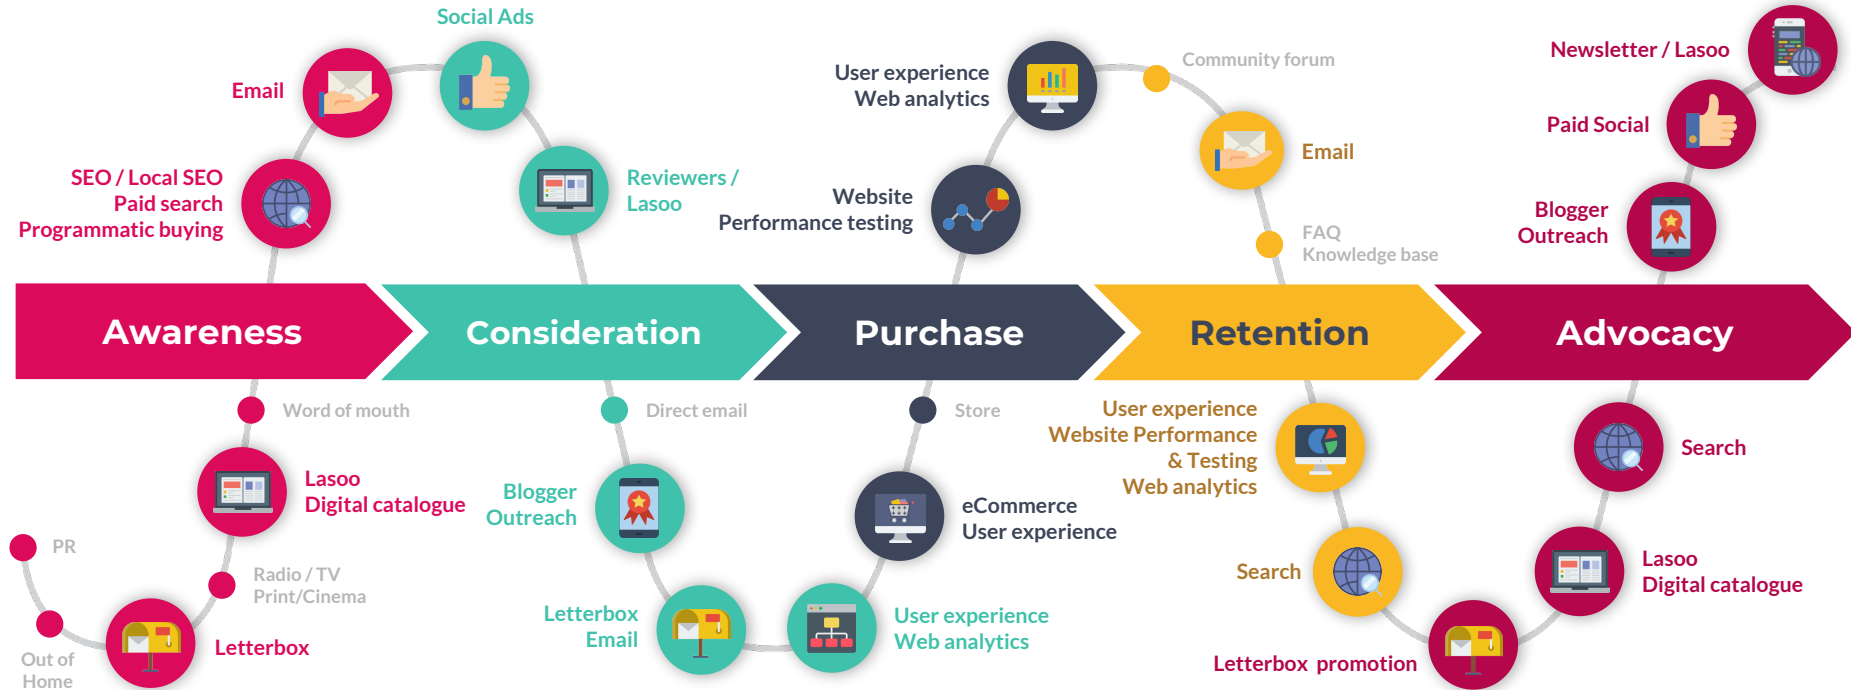 Social Ads
Email
SEO / Local SEO
Paid search
Programmatic buying
Reviewers /
Lasoo
User experience
Web analytics
Website
Performance testing
Community forum
Email
FAQ
Knowledge base
Newsletter / Lasoo
Paid Social
Blogger
Outreach
Awareness
Consideration
Purchase
Retention
Advocacy
Word of mouth
Lasoo
Digital catalogue
PR
Radio / TV
Print/Cinema
Out of
Home
Letterbox
Direct email
Blogger
Outreach
Letterbox
Email
User experience
Web analytics
Store
eCommerce
User experience
User experience
Website Performance
& Testing
Web analytics
Search
Letterbox promotion
Search
Lasoo
Digital catalogue